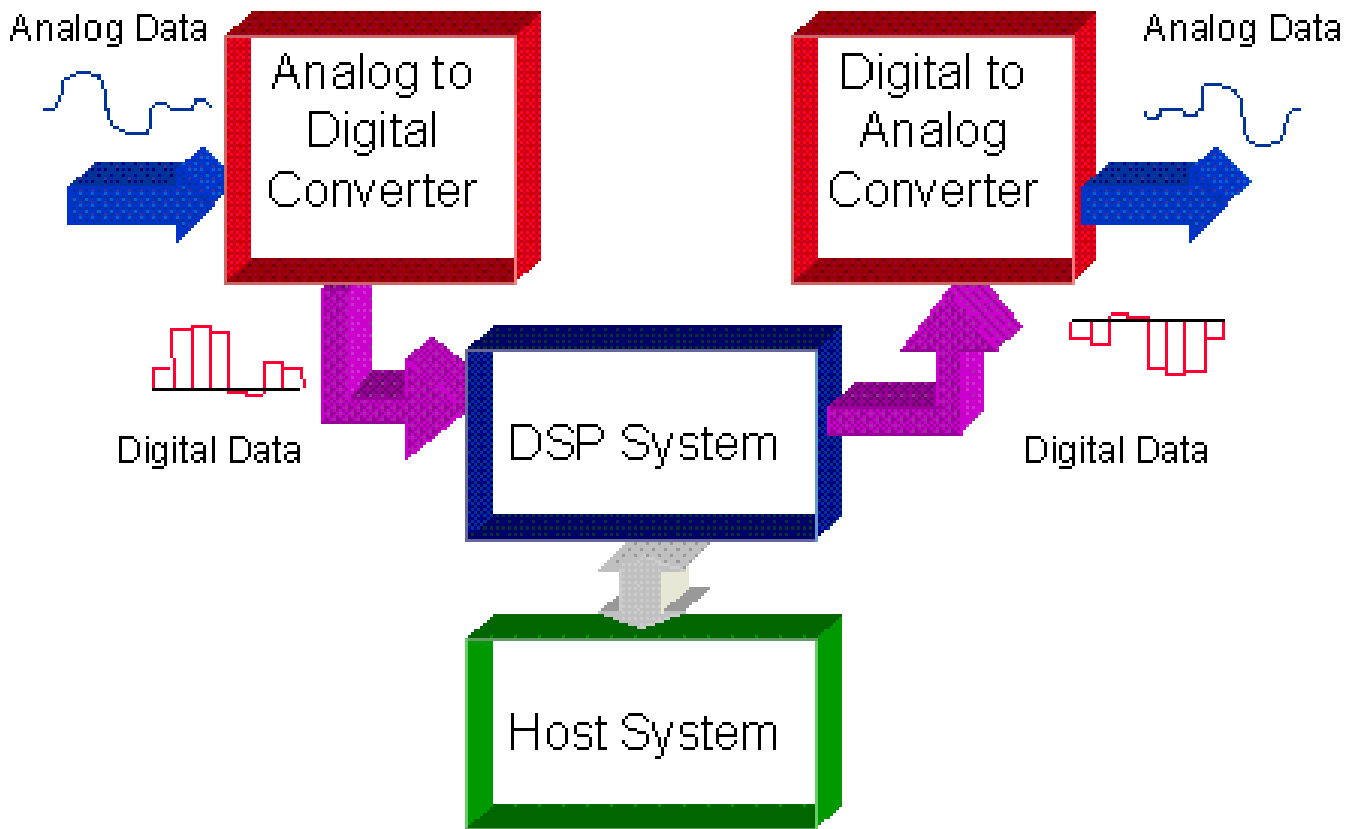 Analog Data
Analog to
Digital
Converter
Digital to
Analog
Converter
Analog Data
Digital Data
DSP System
Digital Data
Host System